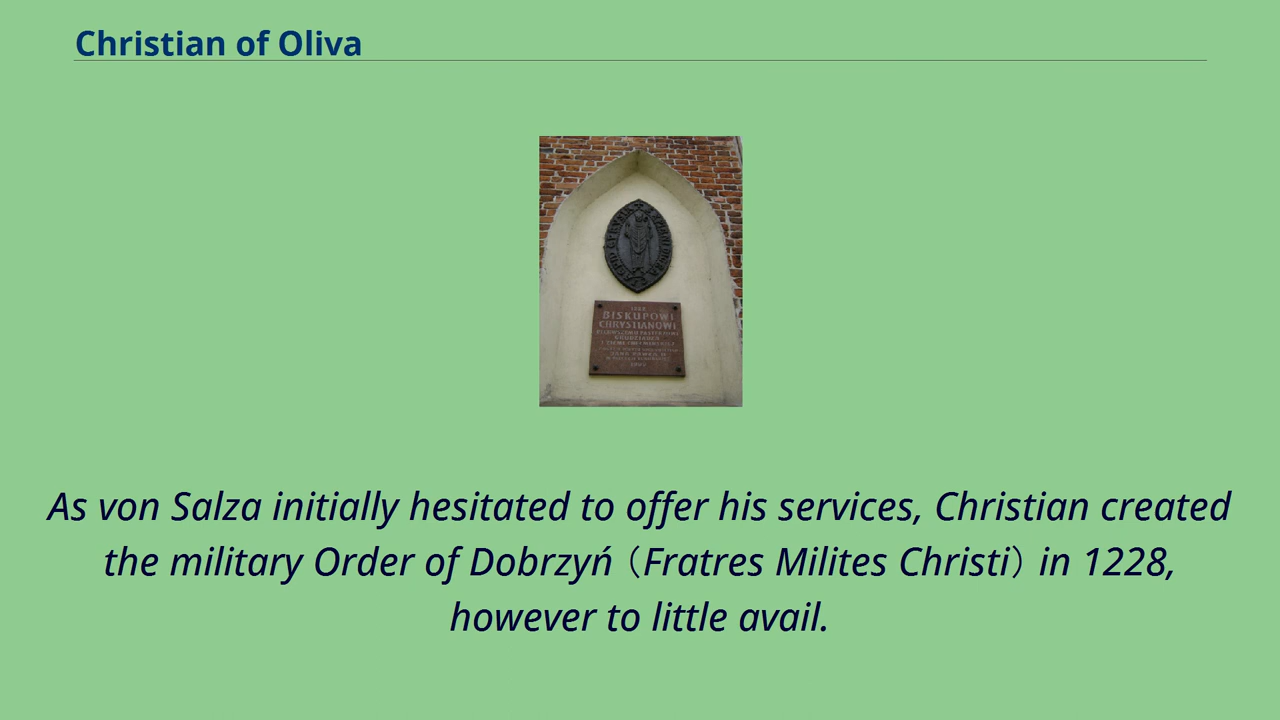 Christian of Oliva
BISKUPOWI
CHRYSTIANOWI
As von Salza initially hesitated to offer his services, Christian created
the military Order of Dobrzyń (Fratres Milites Christi) in 1228,
however to little avail.